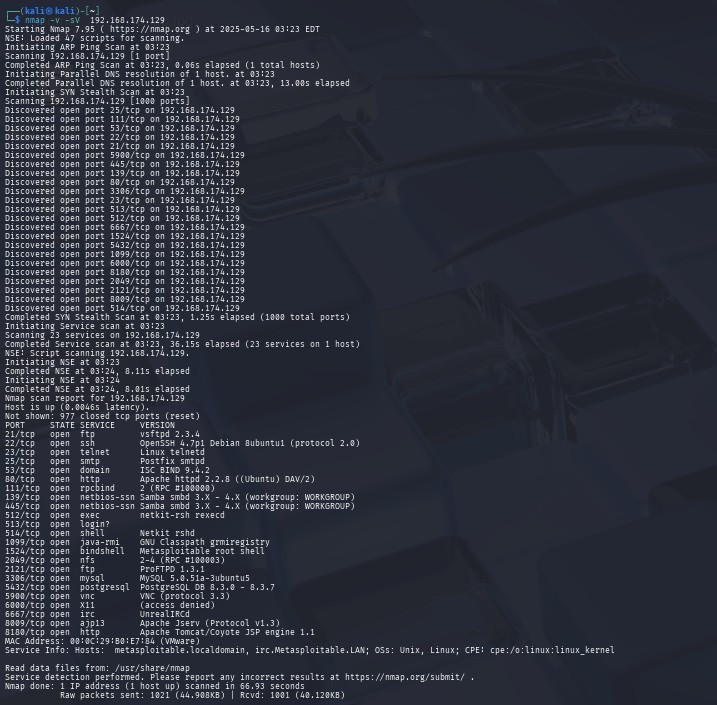 ┌──(kali㉿kali)-[~]
└─$ nmap -v -sV  192.168.174.129
Starting Nmap 7.95 ( https://nmap.org ) at 2025-05-16 03:23 EDT
NSE: Loaded 47 scripts for scanning.
Initiating ARP Ping Scan at 03:23
Scanning 192.168.174.129 [1 port]
Completed ARP Ping Scan at 03:23, 0.06s elapsed (1 total hosts)
Initiating Parallel DNS resolution of 1 host. at 03:23
Completed Parallel DNS resolution of 1 host. at 03:23, 13.00s elapsed
Initiating SYN Stealth Scan at 03:23
Scanning 192.168.174.129 [1000 ports]
Discovered open port 25/tcp on 192.168.174.129
Discovered open port 111/tcp on 192.168.174.129
Discovered open port 53/tcp on 192.168.174.129
Discovered open port 22/tcp on 192.168.174.129
Discovered open port 21/tcp on 192.168.174.129
Discovered open port 5900/tcp on 192.168.174.129
Discovered open port 445/tcp on 192.168.174.129
Discovered open port 139/tcp on 192.168.174.129
Discovered open port 80/tcp on 192.168.174.129
Discovered open port 3306/tcp on 192.168.174.129
Discovered open port 23/tcp on 192.168.174.129
Discovered open port 513/tcp on 192.168.174.129
Discovered open port 512/tcp on 192.168.174.129
Discovered open port 6667/tcp on 192.168.174.129
Discovered open port 1524/tcp on 192.168.174.129
Discovered open port 5432/tcp on 192.168.174.129
Discovered open port 1099/tcp on 192.168.174.129
Discovered open port 6000/tcp on 192.168.174.129
Discovered open port 8180/tcp on 192.168.174.129
Discovered open port 2049/tcp on 192.168.174.129
Discovered open port 2121/tcp on 192.168.174.129
Discovered open port 8009/tcp on 192.168.174.129
Discovered open port 514/tcp on 192.168.174.129
Completed SYN Stealth Scan at 03:23, 1.25s elapsed (1000 total ports)
Initiating Service scan at 03:23
Scanning 23 services on 192.168.174.129
Completed Service scan at 03:23, 36.15s elapsed (23 services on 1 host)
NSE: Script scanning 192.168.174.129.
Initiating NSE at 03:23
Completed NSE at 03:24, 8.11s elapsed
Initiating NSE at 03:24
Completed NSE at 03:24, 8.01s elapsed
Nmap scan report for 192.168.174.129
Host is up (0.0046s latency).
Not shown: 977 closed tcp ports (reset)
PORT     STATE SERVICE     VERSION
21/tcp   open  ftp         vsftpd 2.3.4
22/tcp   open  ssh         OpenSSH 4.7p1 Debian 8ubuntu1 (protocol 2.0)
23/tcp   open  telnet      Linux telnetd
25/tcp   open  smtp        Postfix smtpd
53/tcp   open  domain      ISC BIND 9.4.2
80/tcp   open  http        Apache httpd 2.2.8 ((Ubuntu) DAV/2)
111/tcp  open  rpcbind     2 (RPC #100000)
139/tcp  open  netbios-ssn Samba smbd 3.X - 4.X (workgroup: WORKGROUP)
445/tcp  open  netbios-ssn Samba smbd 3.X - 4.X (workgroup: WORKGROUP)
512/tcp  open  exec        netkit-rsh rexecd
513/tcp  open  login?
514/tcp  open  shell       Netkit rshd
1099/tcp open  java-rmi    GNU Classpath grmiregistry
1524/tcp open  bindshell   Metasploitable root shell
2049/tcp open  nfs         2-4 (RPC #100003)
2121/tcp open  ftp         ProFTPD 1.3.1
3306/tcp open  mysql       MySQL 5.0.51a-3ubuntu5
5432/tcp open  postgresql  PostgreSQL DB 8.3.0 - 8.3.7
5900/tcp open  vnc         VNC (protocol 3.3)
6000/tcp open  X11         (access denied)
6667/tcp open  irc         UnrealIRCd
8009/tcp open  ajp13       Apache Jserv (Protocol v1.3)
8180/tcp open  http        Apache Tomcat/Coyote JSP engine 1.1
MAC Address: 00:0C:29:B0:E7:84 (VMware)
Service Info: Hosts:  metasploitable.localdomain, irc.Metasploitable.LAN; OSs: Unix, Linux; CPE: cpe:/o:linux:linux_kernel

Read data files from: /usr/share/nmap
Service detection performed. Please report any incorrect results at https://nmap.org/submit/ .
Nmap done: 1 IP address (1 host up) scanned in 66.93 seconds
           Raw packets sent: 1021 (44.908KB) | Rcvd: 1001 (40.120KB)